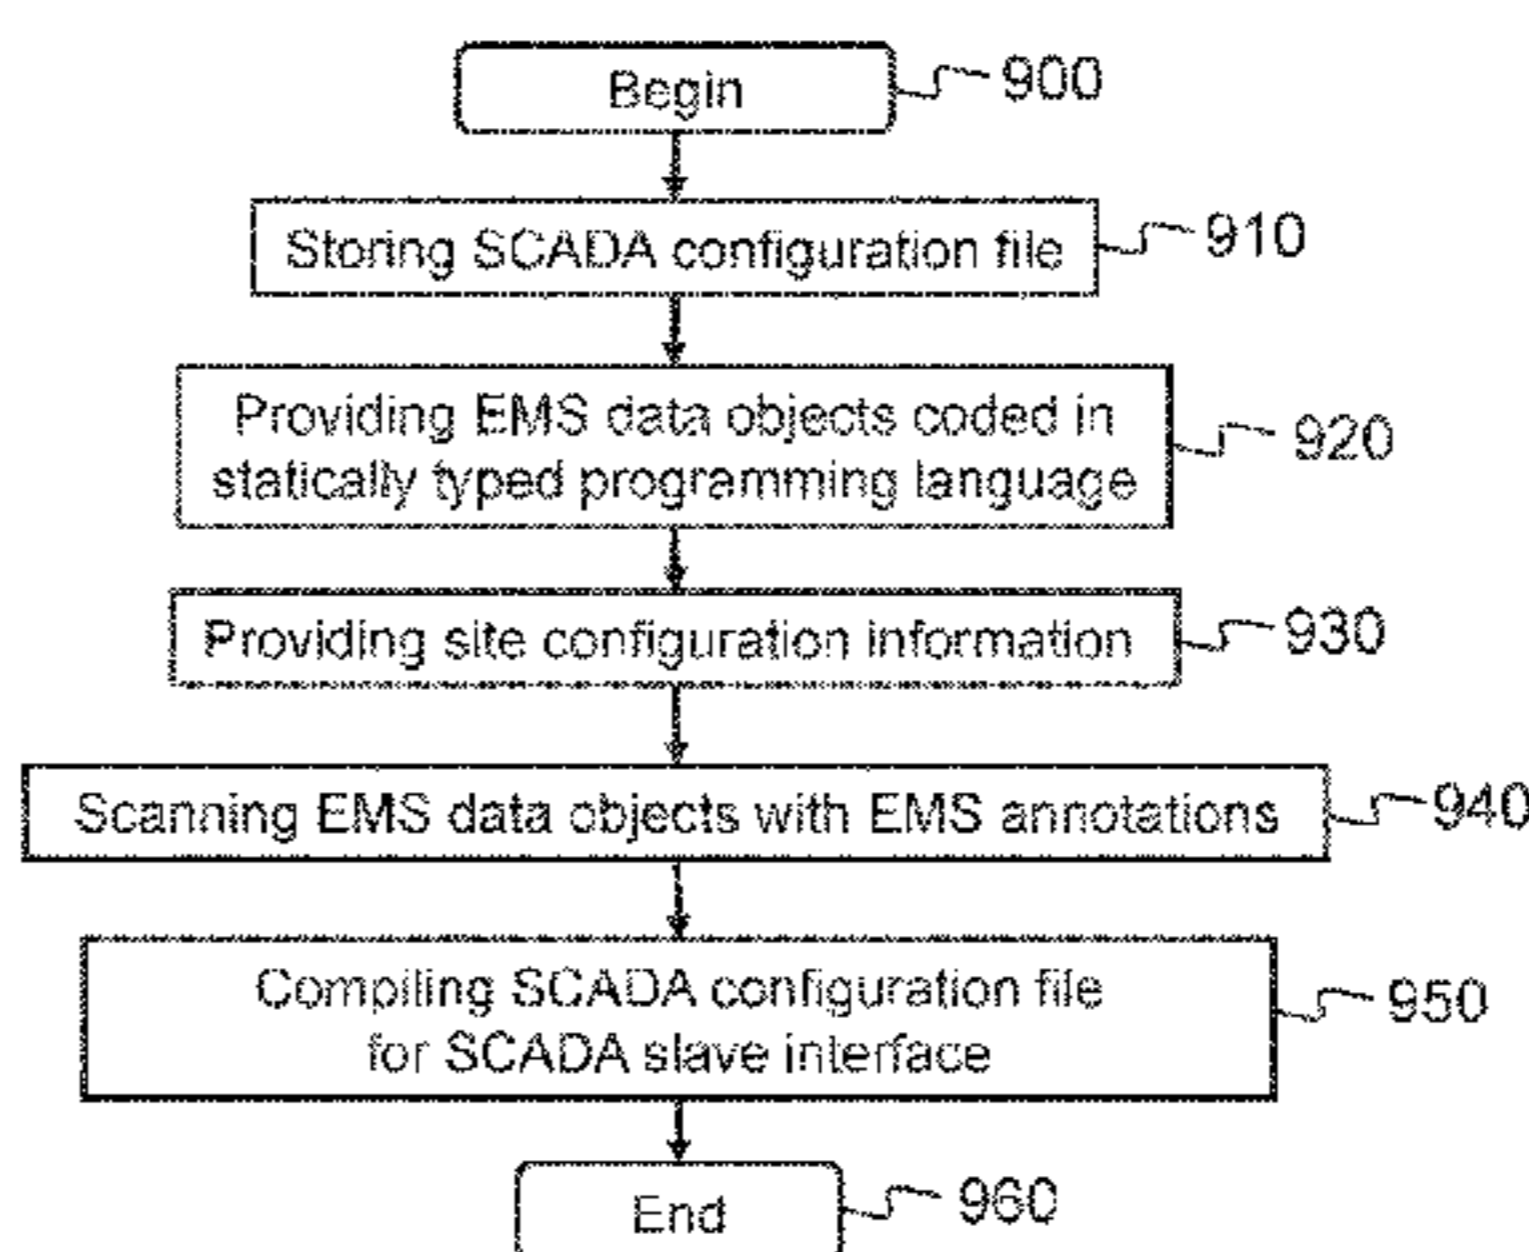 Begin
900
Storing SCADA configuration file
910
Providing EMS data objects coded in
statically typed programming language
920
Providing site configuration information
930
Scanning EMS data objects with EMS annotations
940
Compiling SCADA configuration file
for SCADA slave interface
950
End
960